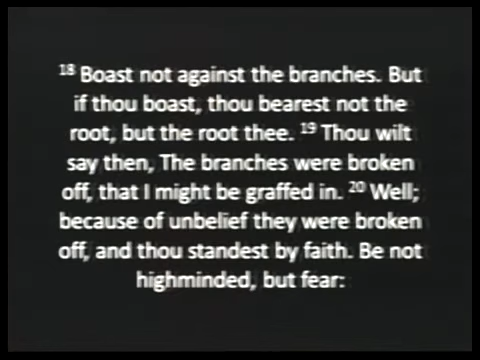 18 Boast not against the branches. But
if thou boast, thou bearest not the
root, but the root thee. 19 Thou wilt
say then, The branches were broken
off, that I might be graffed in. 20 Well;
because of unbelief they were broken
off, and thou standest by faith. Be not
highminded, but fear: